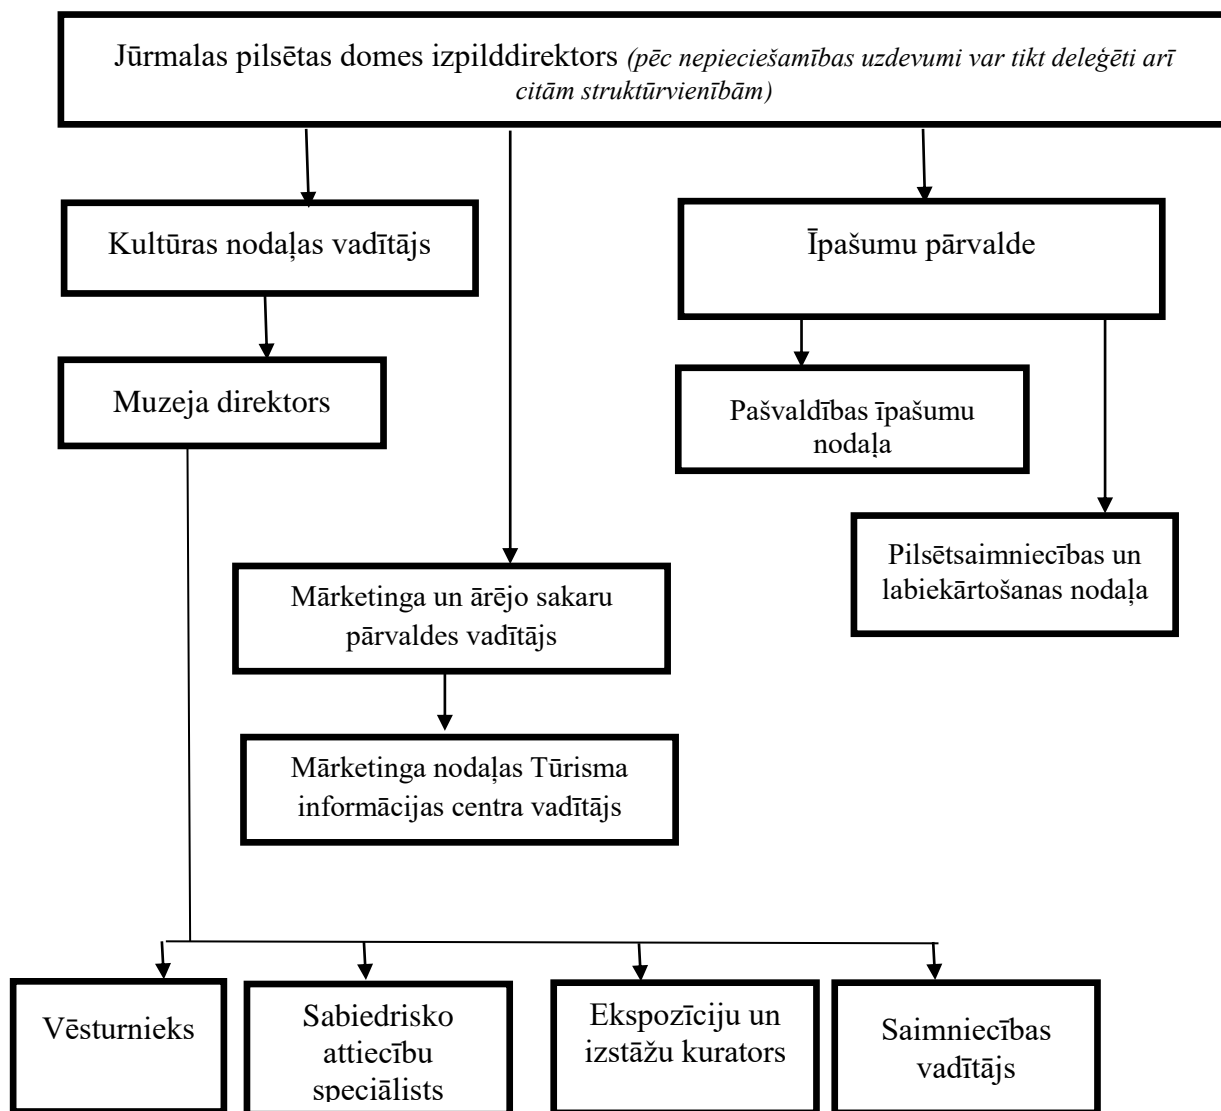 Jūrmalas pilsētas domes izpilddirektors (pēc nepieciešamības uzdevumi var tikt deleģēti arī
citām struktūrvienībām)
Kultūras nodaļas vadītājs
Īpašumu pārvalde
Muzeja direktors
Pašvaldības īpašumu
nodaļa
Pilsētsaimniecības un
labiekārtošanas nodaļa
Mārketinga un ārējo sakaru
pārvaldes vadītājs
Mārketinga nodaļas Tūrisma
informācijas centra vadītājs
Vēsturnieks
Sabiedrisko
attiecību
speciālists
Ekspozīciju un
izstāžu kurators
Saimniecības
vadītājs